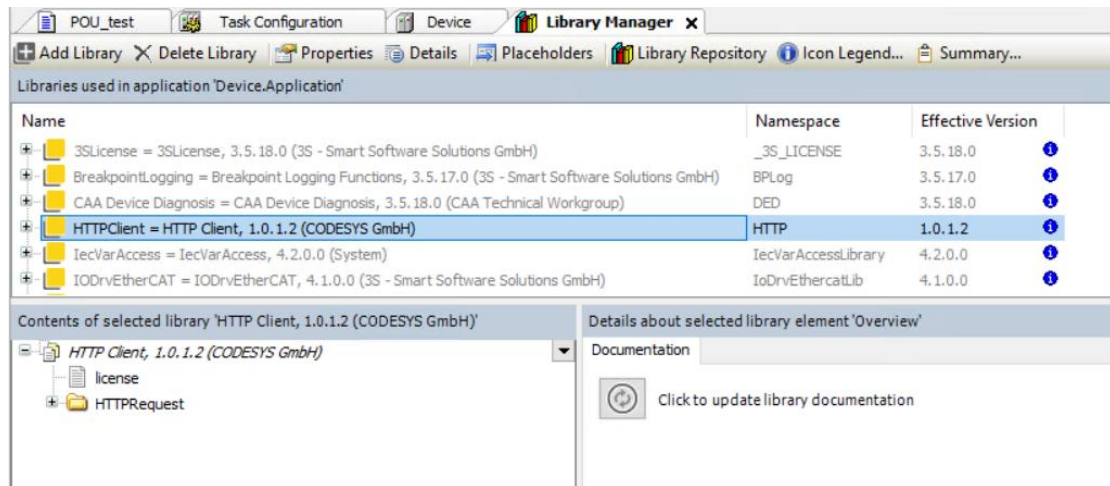 POU_test Task Configuration Device Library Manager X
Add Library Delete Library Properties Details Placeholders Library Repository Icon Legend... Summary...
Libraries used in application 'Device.Application'
Name Namespace Effective Version
3SLicense = 3SLicense, 3.5.18.0 (3S - Smart Software Solutions GmbH) _3S_LICENSE 3.5.18.0
BreakpointLogging = Breakpoint Logging Functions, 3.5.17.0 (3S - Smart Software Solutions GmbH) BPLog 3.5.17.0
CAA Device Diagnosis = CAA Device Diagnosis, 3.5.18.0 (CAA Technical Workgroup) DED 3.5.18.0
HTTPClient = HTTP Client, 1.0.1.2 (CODESYS GmbH) HTTP 1.0.1.2
IecVarAccess = IecVarAccess, 4.2.0.0 (System) IecVarAccessLibrary 4.2.0.0
IODrvEtherCAT = IODrvEtherCAT, 4.1.0.0 (3S - Smart Software Solutions GmbH) IoDrvEthercatLib 4.1.0.0
Contents of selected library 'HTTP Client, 1.0.1.2 (CODESYS GmbH)' Details about selected library element 'Overview'
HTTP Client, 1.0.1.2 (CODESYS GmbH) Documentation
license
HTTPRequest Click to update library documentation